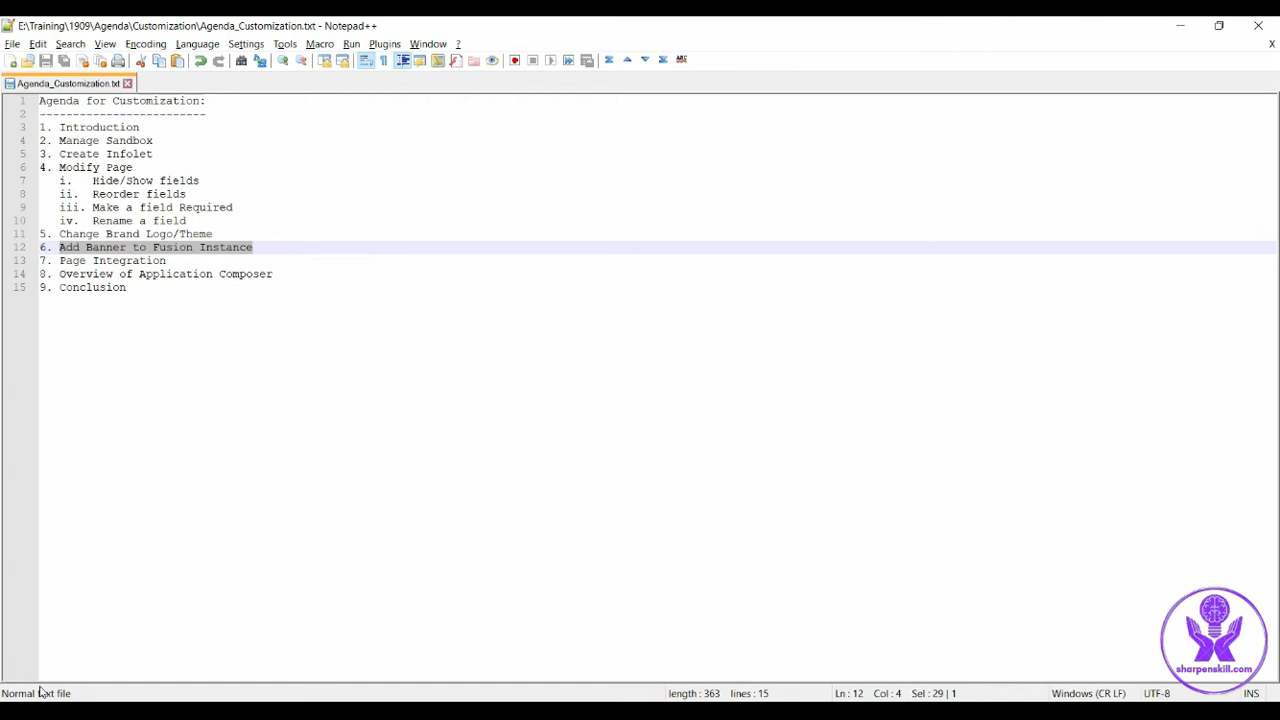 E:\Training\1909\Agenda\Customization\Agenda_Customization.txt - Notepad++
File Edit Search View Encoding Language Settings Tools Macro Run Plugins Window ? X
Agenda_Customization.txt
1 Agenda for Customization:
2 -------------------------
3 1. Introduction
4 2. Manage Sandbox
5 3. Create Infolet
6 4. Modify Page
7 i. Hide/Show fields
8 ii. Reorder fields
9 iii. Make a field Required
10 iv. Rename a field
11 5. Change Brand Logo/Theme
12 6. Add Banner to Fusion Instance
13 7. Page Integration
14 8. Overview of Application Composer
15 9. Conclusion
sharpenskill.com
Normal text file length : 363 lines : 15 Ln : 12 Col : 4 Sel : 29 | 1 Windows (CR LF) UTF-8 INS